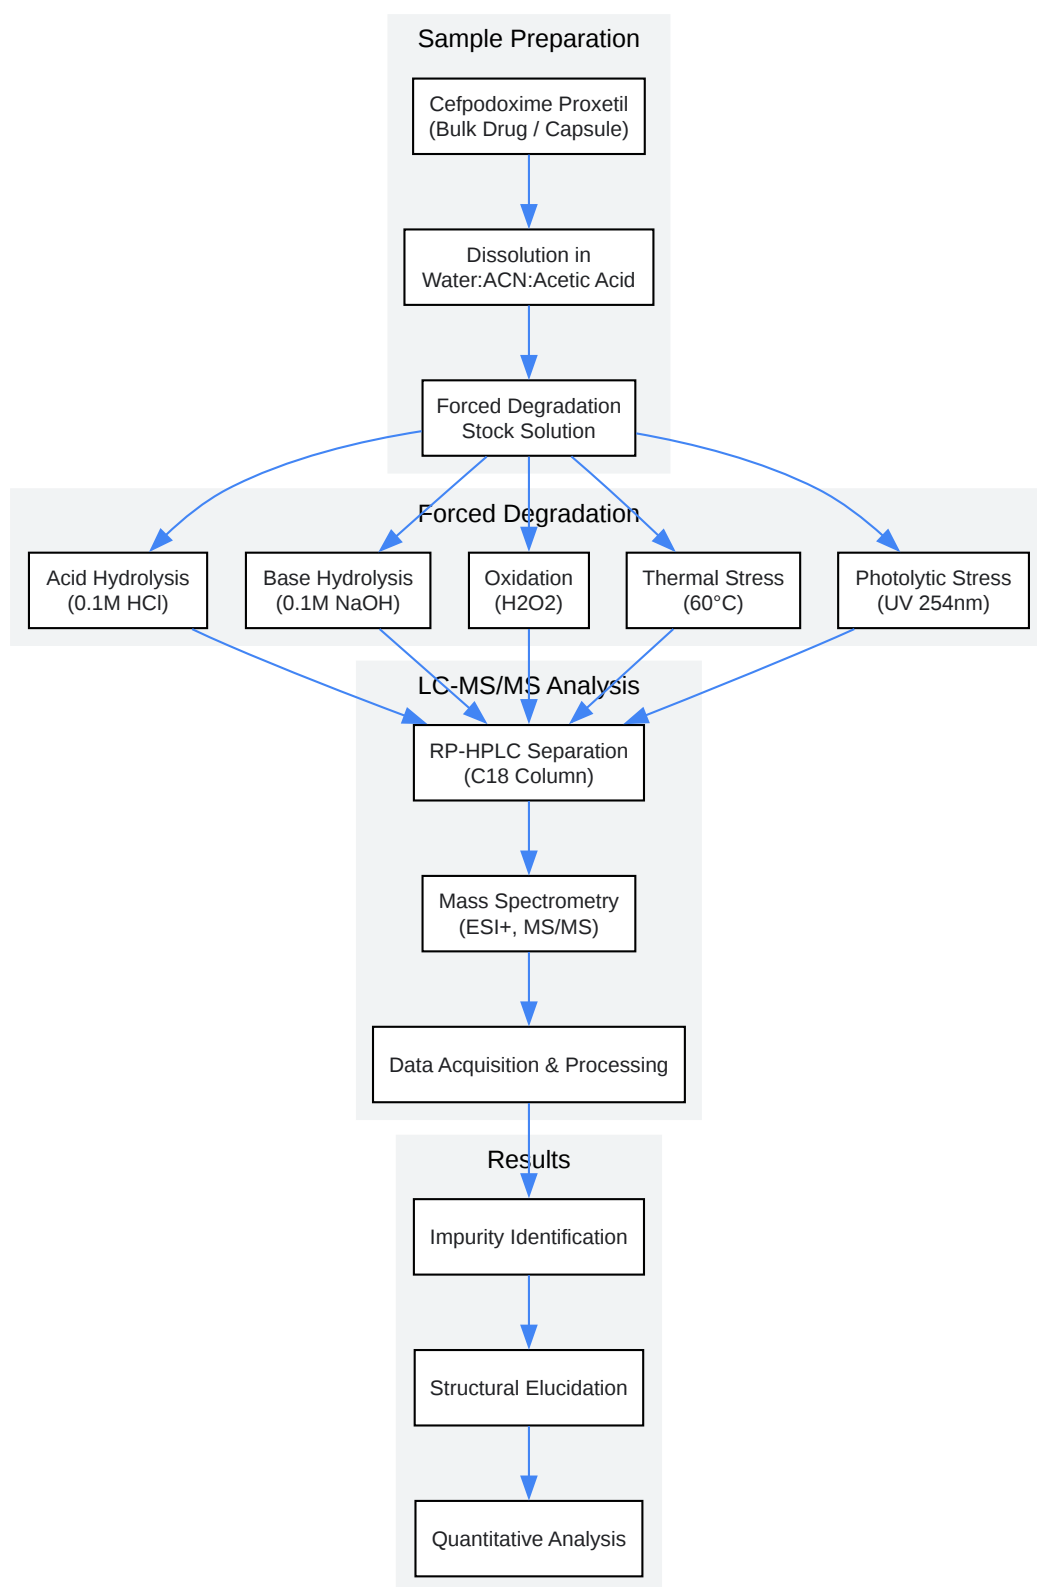 Sample Preparation
Cefpodoxime Proxetil
(Bulk Drug / Capsule)
Dissolution in
Water:ACN:Acetic Acid
Forced Degradation
Stock Solution
Forced Degradation
Acid Hydrolysis
(0.1M HCl)
Base Hydrolysis
(0.1M NaOH)
Oxidation
(H2O2)
Thermal Stress
(60°C)
Photolytic Stress
(UV 254nm)
LC-MS/MS Analysis
RP-HPLC Separation
(C18 Column)
Mass Spectrometry
(ESI+, MS/MS)
Data Acquisition & Processing
Results
Impurity Identification
Structural Elucidation
Quantitative Analysis